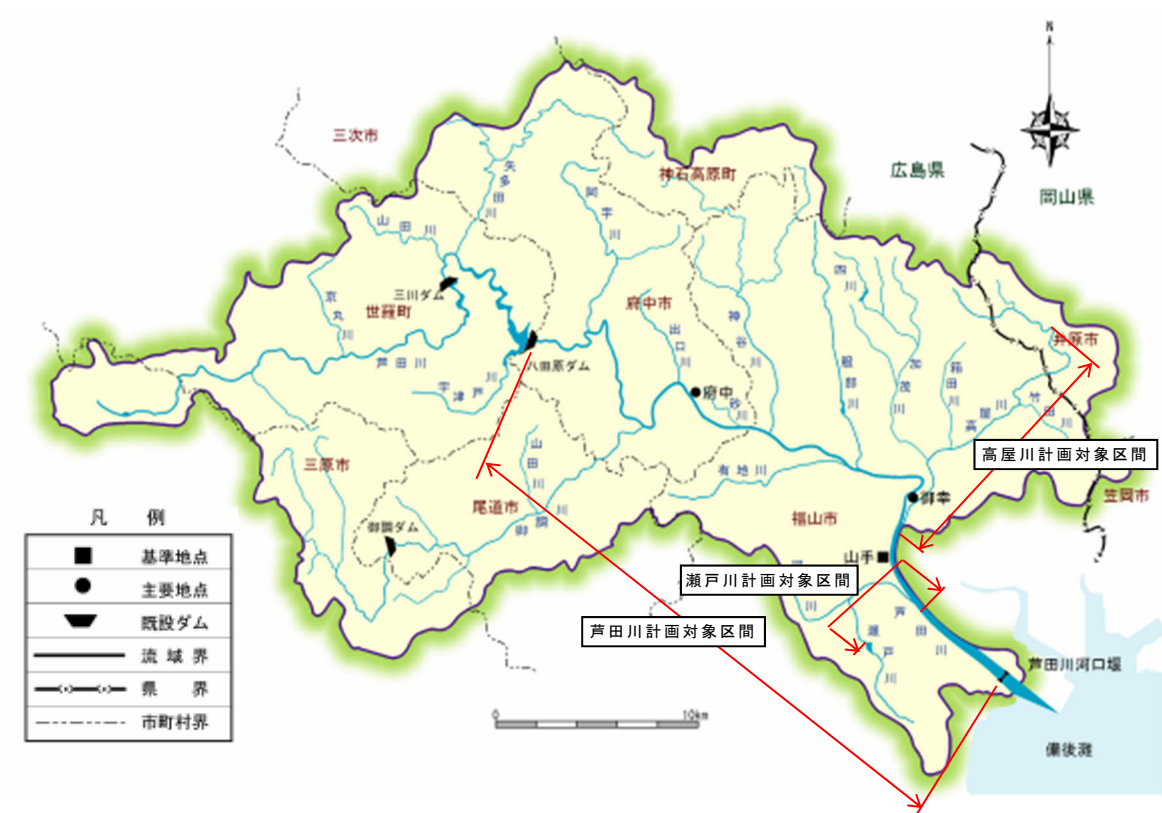 N
三次市
神石高原町
広島県
岡山県
矢多田川
阿字川
山田川
三川ダム
京丸川
世羅町
府中市
四川
井原市
芦田川
八田原ダム
出口川
神谷川
服部川
加茂川
箱田川
竹田川
高屋川
宇津戸川
府中
砂川
高屋川計画対象区間
三原市
山田川
有地川
尾道市
御調川
御幸
笠岡市
福山市
凡例
御調ダム
基準地点
山手
主要地点
瀬戸川計画対象区間
既設ダム
芦田川
瀬戸川
芦田川計画対象区間
流域界
芦田川河口堰
県界
市町村界
0
10km
備後灘